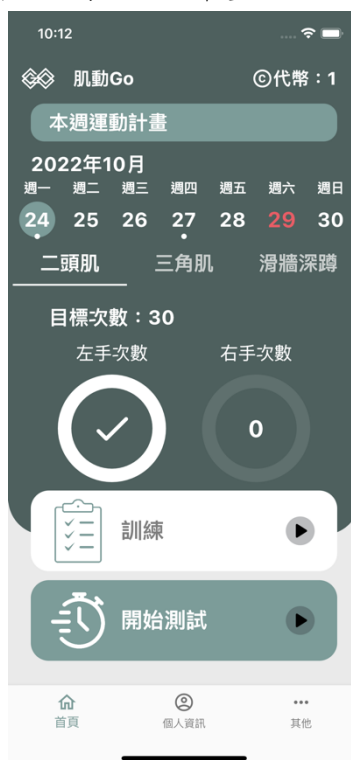 10:12
肌動Go ©代幣：1
本週運動計畫
2022年10月
週一 週二 週三 週四 週五 週六 週日
24 25 26 27 28 29 30
二頭肌 三角肌 滑牆深蹲
目標次數：30
左手次數 右手次數
0
訓練
開始測試
首頁 個人資訊 其他